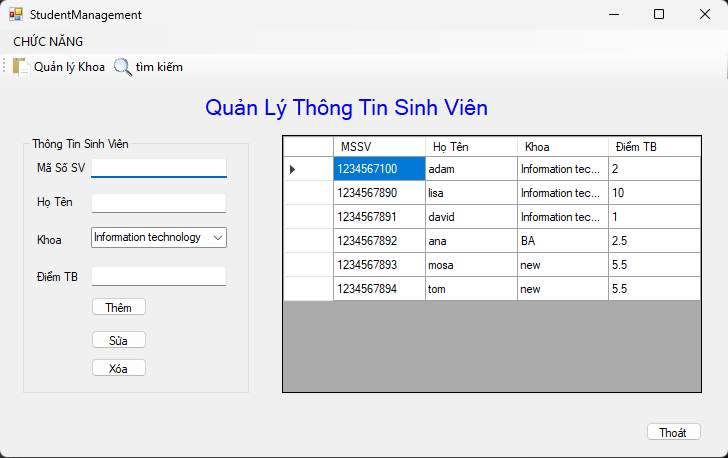 StudentManagement
CHỨC NĂNG
Quản lý Khoa tìm kiếm
Quản Lý Thông Tin Sinh Viên
Thông Tin Sinh Viên
Mã Số SV
Họ Tên
Khoa Information technology
Điểm TB
Thêm
Sửa
Xóa
MSSV Họ Tên Khoa Điểm TB
1234567100 adam Information tec... 2
1234567890 lisa Information tec... 10
1234567891 david Information tec... 1
1234567892 ana BA 2.5
1234567893 mosa new 5.5
1234567894 tom new 5.5
Thoát